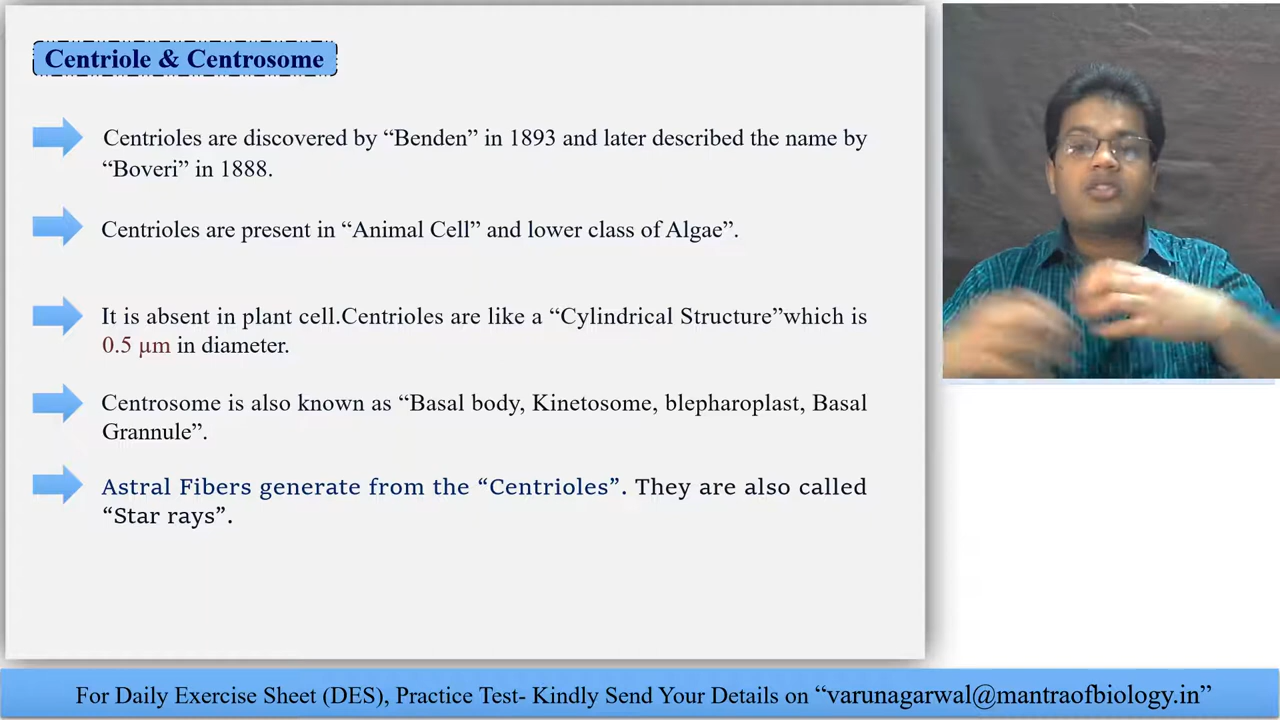 Centriole & Centrosome
Centrioles are discovered by “Benden” in 1893 and later described the name by
“Boveri” in 1888.
Centrioles are present in “Animal Cell” and lower class of Algae”.
It is absent in plant cell.Centrioles are like a “Cylindrical Structure”which is
0.5 μm in diameter.
Centrosome is also known as “Basal body, Kinetosome, blepharoplast, Basal
Grannule”.
Astral Fibers generate from the “Centrioles”. They are also called
“Star rays”.
For Daily Exercise Sheet (DES), Practice Test- Kindly Send Your Details on “varunagarwal@mantraofbiology.in”